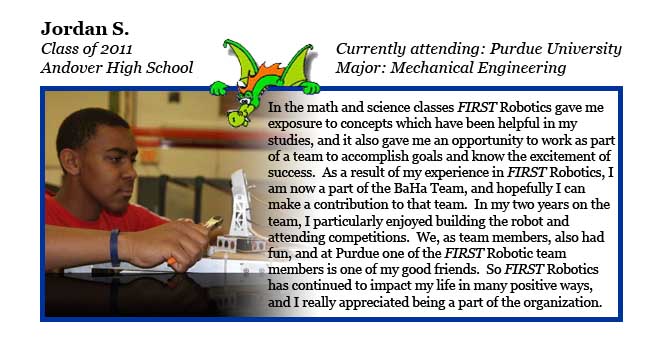 Jordan S.
Class of 2011
Andover High School
Currently attending: Purdue University
Major: Mechanical Engineering
In the math and science classes FIRST Robotics gave me
exposure to concepts which have been helpful in my
studies, and it also gave me an opportunity to work as part
of a team to accomplish goals and know the excitement of
success. As a result of my experience in FIRST Robotics, I
am now a part of the BaHa Team, and hopefully I can
make a contribution to that team. In my two years on the
team, I particularly enjoyed building the robot and
attending competitions. We, as team members, also had
fun, and at Purdue one of the FIRST Robotic team
members is one of my good friends. So FIRST Robotics
has continued to impact my life in many positive ways,
and I really appreciated being a part of the organization.